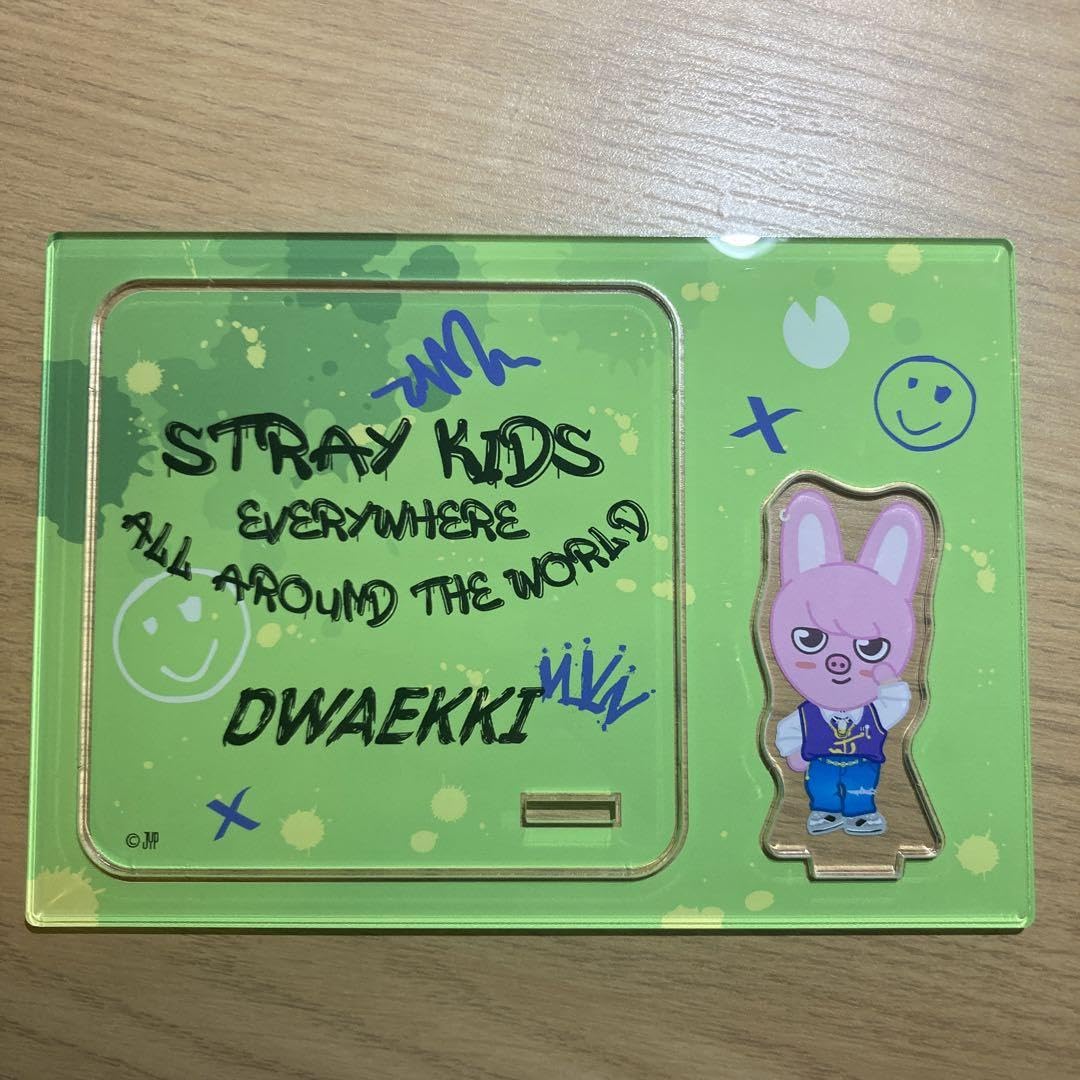 STRAY KIDS
EVERYWHERE
ALL AROUND THE WORLD
DWAEKKI
© JYP